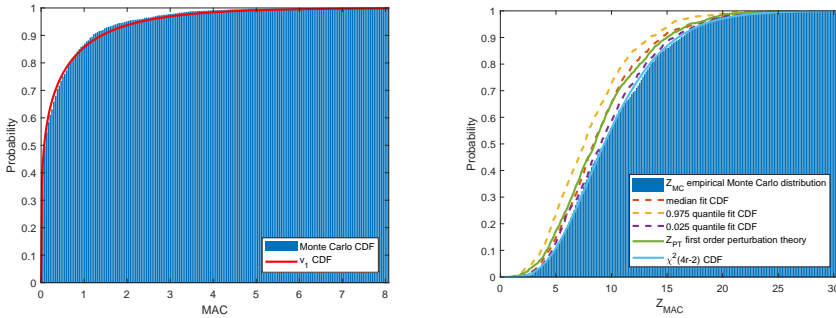 1
0.9
0.8
0.7
0.6
0.5
0.4
0.3
0.2
0.1
0
Probability
0 1 2 3 4 5 6 7 8
MAC
Monte Carlo CDF
v₁ CDF
1
0.9
0.8
0.7
0.6
0.5
0.4
0.3
0.2
0.1
0
Probability
0 5 10 15 20 25 30
Z_MAC
Z_MC empirical Monte Carlo distribution
median fit CDF
0.975 quantile fit CDF
0.025 quantile fit CDF
Z_PT first order perturbation theory
χ²(4r-2) CDF